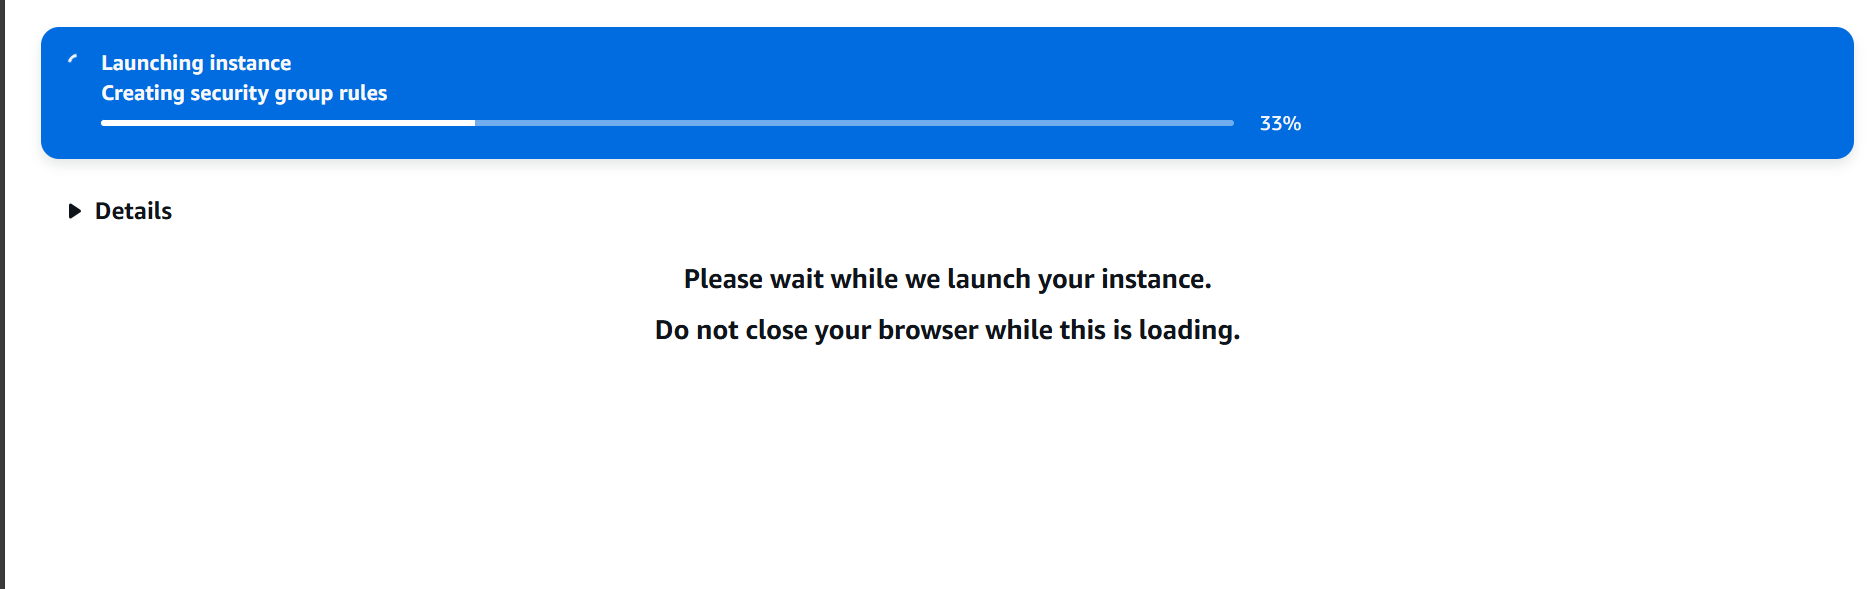 Launching instance
Creating security group rules
33%
Details
Please wait while we launch your instance.
Do not close your browser while this is loading.